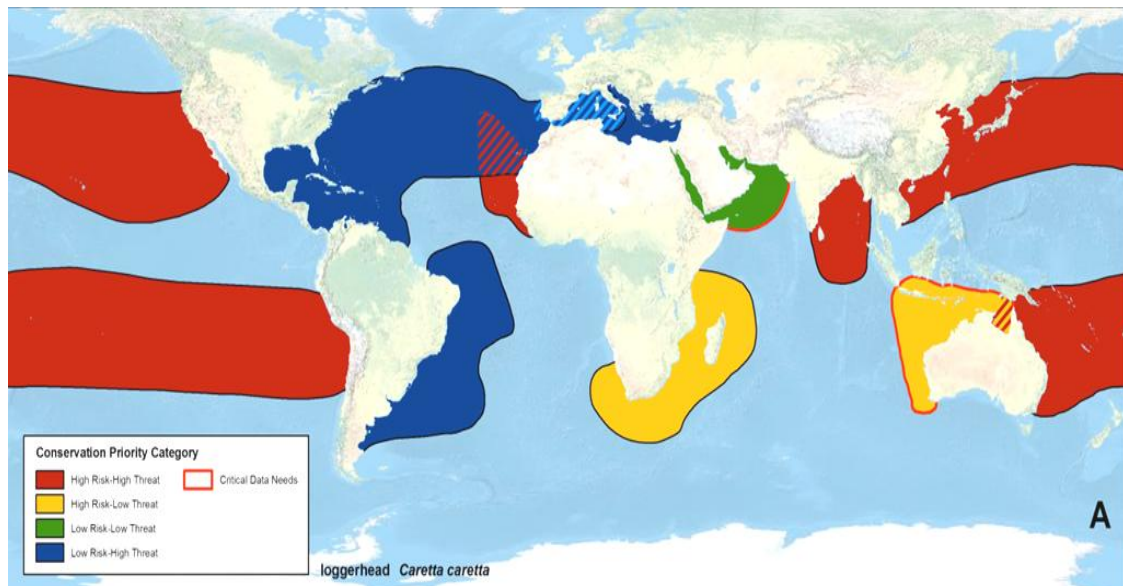 A
Conservation Priority Category
High Risk-High Threat
Critical Data Needs
High Risk-Low Threat
Low Risk-Low Threat
Low Risk-High Threat
loggerhead Caretta caretta